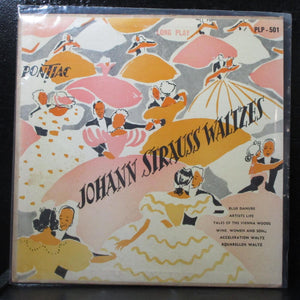 LONG PLAY
PLP-501
PONTIAC
JOHANN STRAUSS WALTZES
BLUE DANUBE
ARTISTS LIFE
TALES OF THE VIENNA WOODS
WINE, WOMEN AND SONG
ACCELERATION WALTZ
AQUARELLEN WALTZ